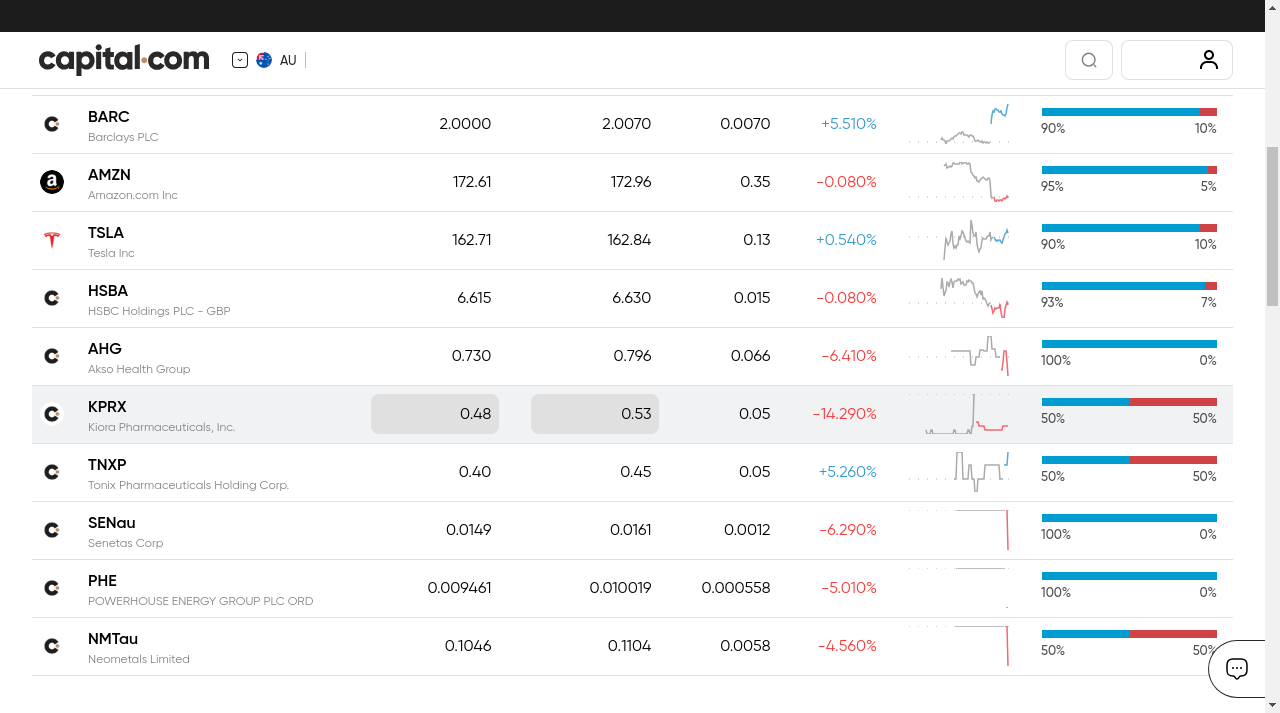 capital.com
AU
BARC 2.0000 2.0070 0.0070 +5.510% 90% 10%
Barclays PLC
AMZN 172.61 172.96 0.35 -0.080% 95% 5%
Amazon.com Inc
TSLA 162.71 162.84 0.13 +0.540% 90% 10%
Tesla Inc
HSBA 6.615 6.630 0.015 -0.080% 93% 7%
HSBC Holdings PLC - GBP
AHG 0.730 0.796 0.066 -6.410% 100% 0%
Akso Health Group
KPRX 0.48 0.53 0.05 -14.290% 50% 50%
Kiora Pharmaceuticals, Inc.
TNXP 0.40 0.45 0.05 +5.260% 50% 50%
Tonix Pharmaceuticals Holding Corp.
SENau 0.0149 0.0161 0.0012 -6.290% 100% 0%
Senetas Corp
PHE 0.009461 0.010019 0.000558 -5.010% 100% 0%
POWERHOUSE ENERGY GROUP PLC ORD
NMTau 0.1046 0.1104 0.0058 -4.560% 50% 50%
Neometals Limited